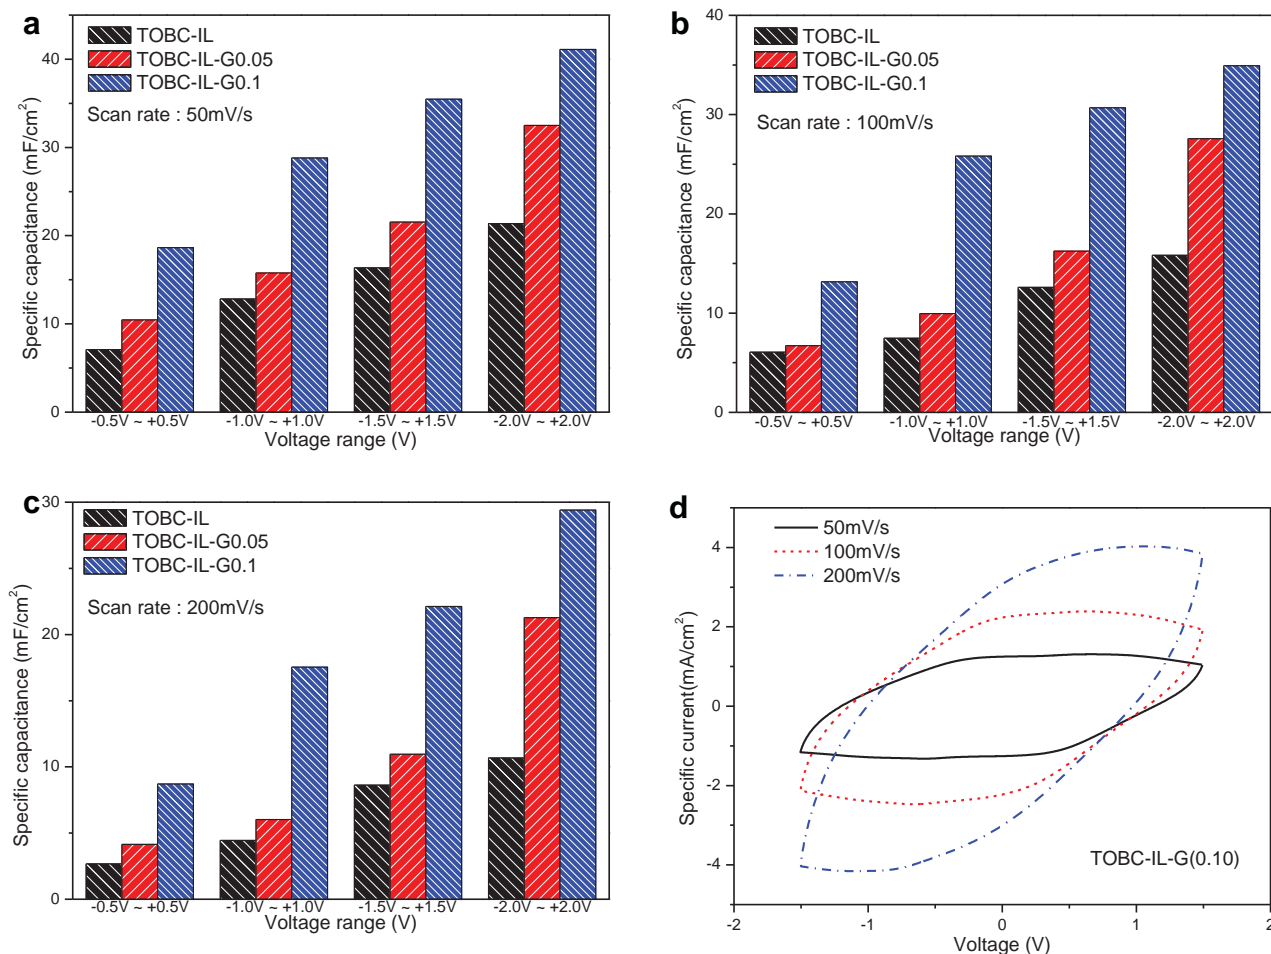 a
TOBC-IL
TOBC-IL-G0.05
TOBC-IL-G0.1
Scan rate : 50mV/s
Specific capacitance (mF/cm²)
40
30
20
10
0
-0.5V ~ +0.5V
-1.0V ~ +1.0V
-1.5V ~ +1.5V
-2.0V ~ +2.0V
Voltage range (V)
b
TOBC-IL
TOBC-IL-G0.05
TOBC-IL-G0.1
Scan rate : 100mV/s
Specific capacitance (mF/cm²)
40
30
20
10
0
-0.5V ~ +0.5V
-1.0V ~ +1.0V
-1.5V ~ +1.5V
-2.0V ~ +2.0V
Voltage range (V)
c
TOBC-IL
TOBC-IL-G0.05
TOBC-IL-G0.1
Scan rate : 200mV/s
Specific capacitance (mF/cm²)
30
20
10
0
-0.5V ~ +0.5V
-1.0V ~ +1.0V
-1.5V ~ +1.5V
-2.0V ~ +2.0V
Voltage range (V)
d
50mV/s
100mV/s
200mV/s
Specific current(mA/cm²)
4
2
0
-2
-4
TOBC-IL-G(0.10)
-2
-1
0
1
2
Voltage (V)